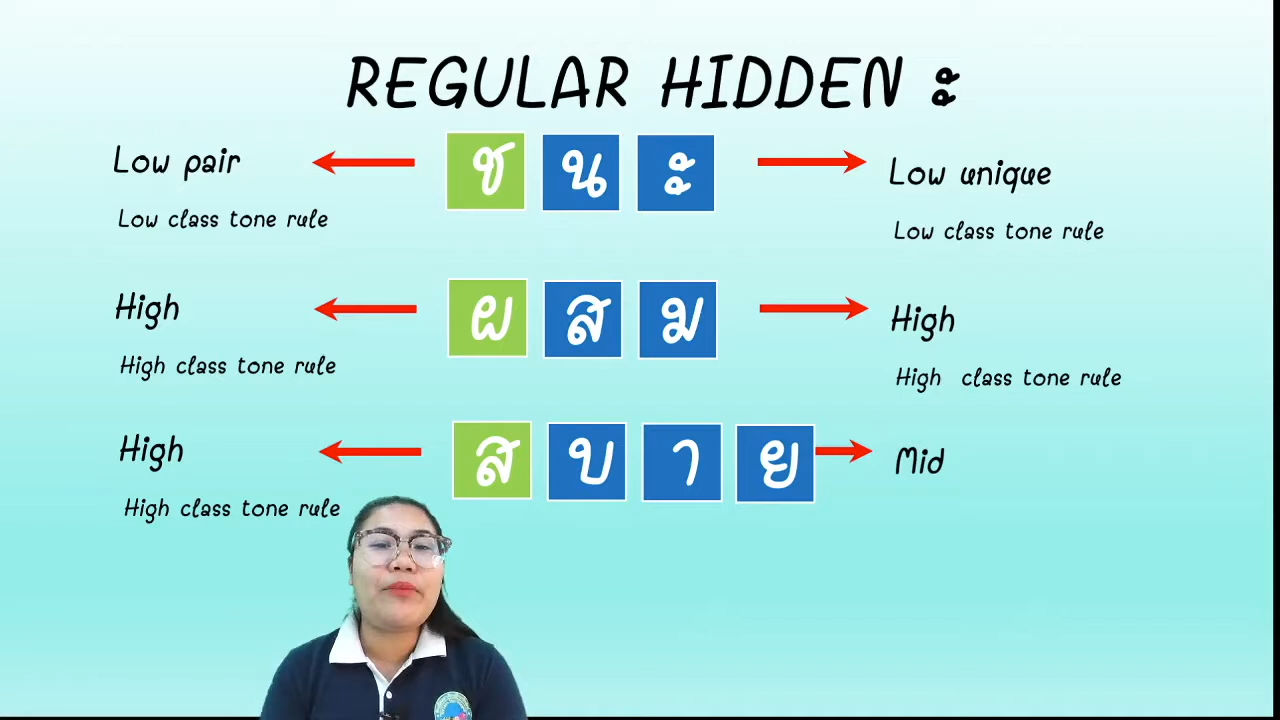 REGULAR HIDDEN ะ
Low pair
Low class tone rule
ชนะ
Low unique
Low class tone rule
High
High class tone rule
ผสม
High
High class tone rule
High
High class tone rule
สบาย
Mid